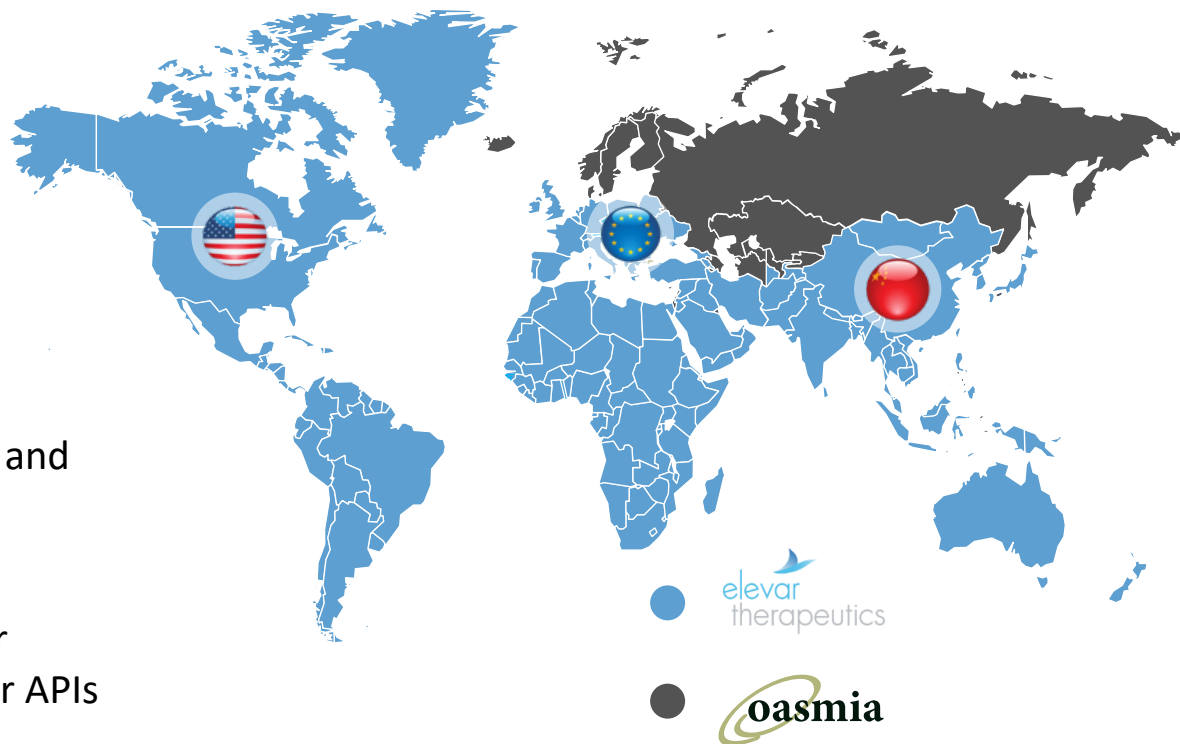 and
r
r APIs
elevar
therapeutics
oasmia